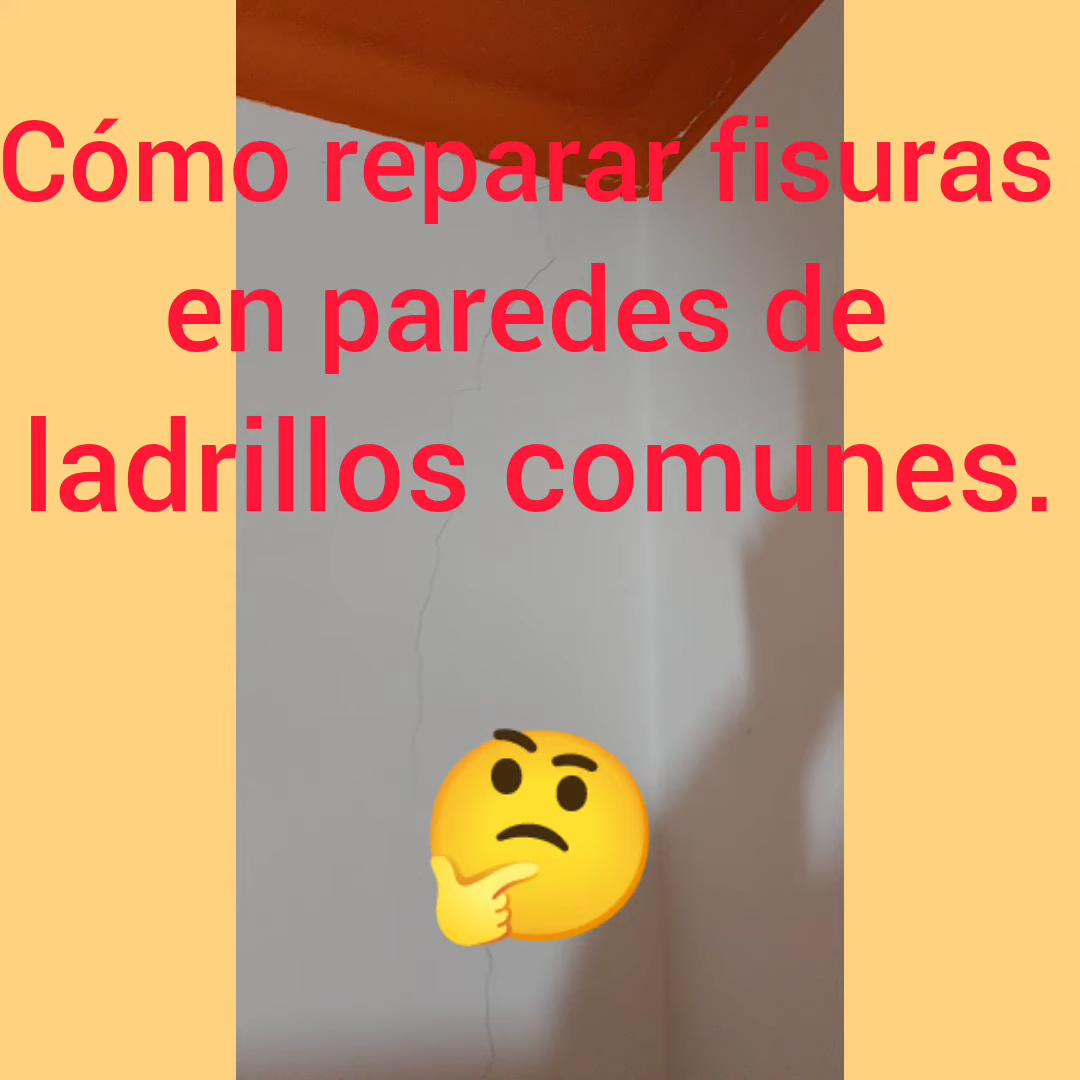 Cómo reparar fisuras
en paredes de
ladrillos comunes.